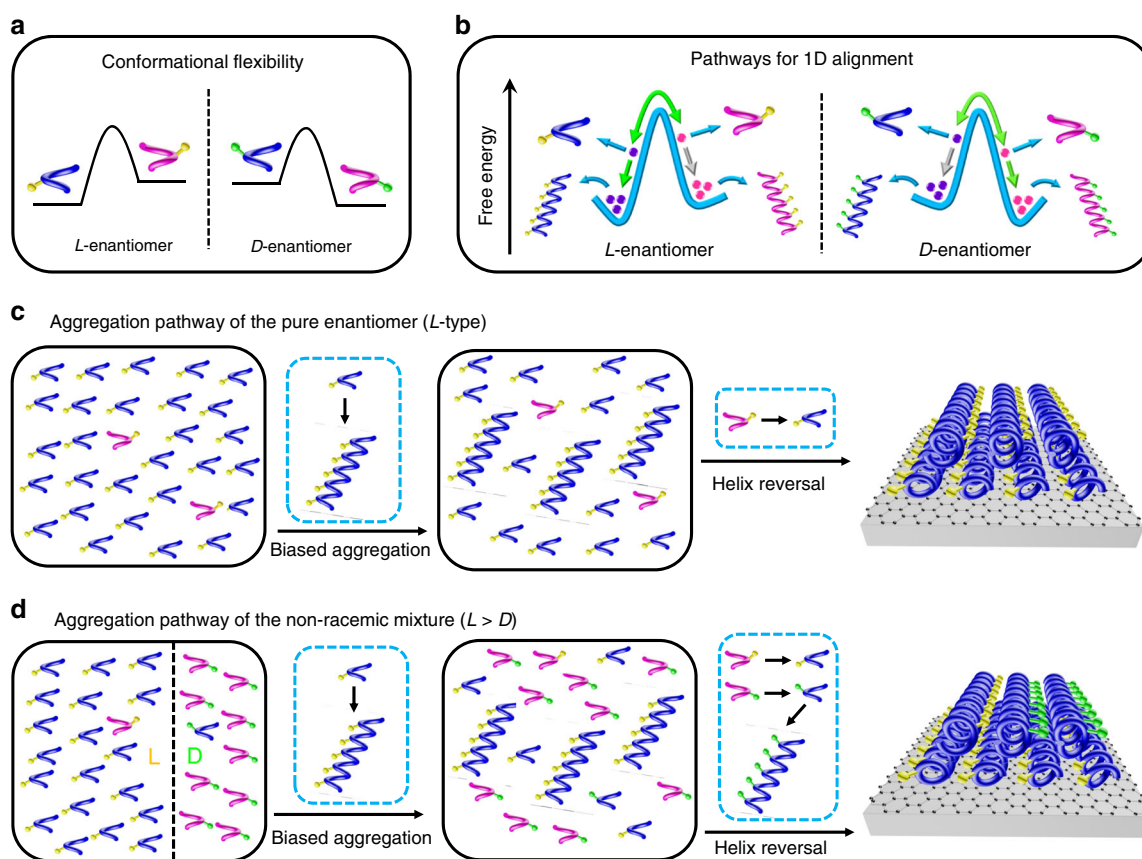 a
Conformational flexibility
L-enantiomer
D-enantiomer
b
Pathways for 1D alignment
Free energy
L-enantiomer
D-enantiomer
c
Aggregation pathway of the pure enantiomer (L-type)
Biased aggregation
Helix reversal
d
Aggregation pathway of the non-racemic mixture (L > D)
L
D
Biased aggregation
Helix reversal